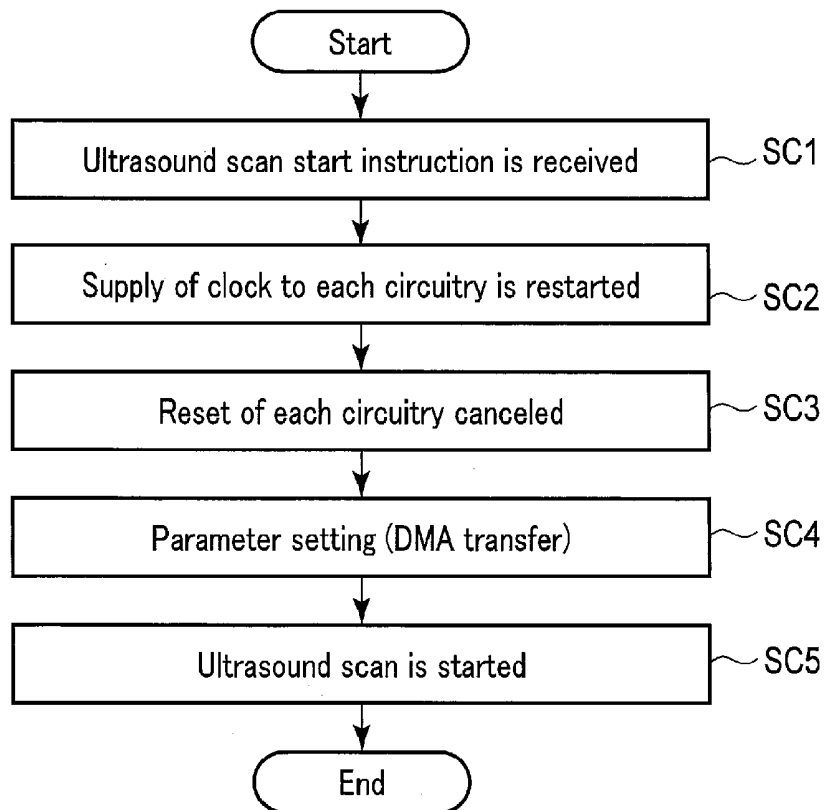 Start
Ultrasound scan start instruction is received
SC1
Supply of clock to each circuitry is restarted
SC2
Reset of each circuitry canceled
SC3
Parameter setting (DMA transfer)
SC4
Ultrasound scan is started
SC5
End